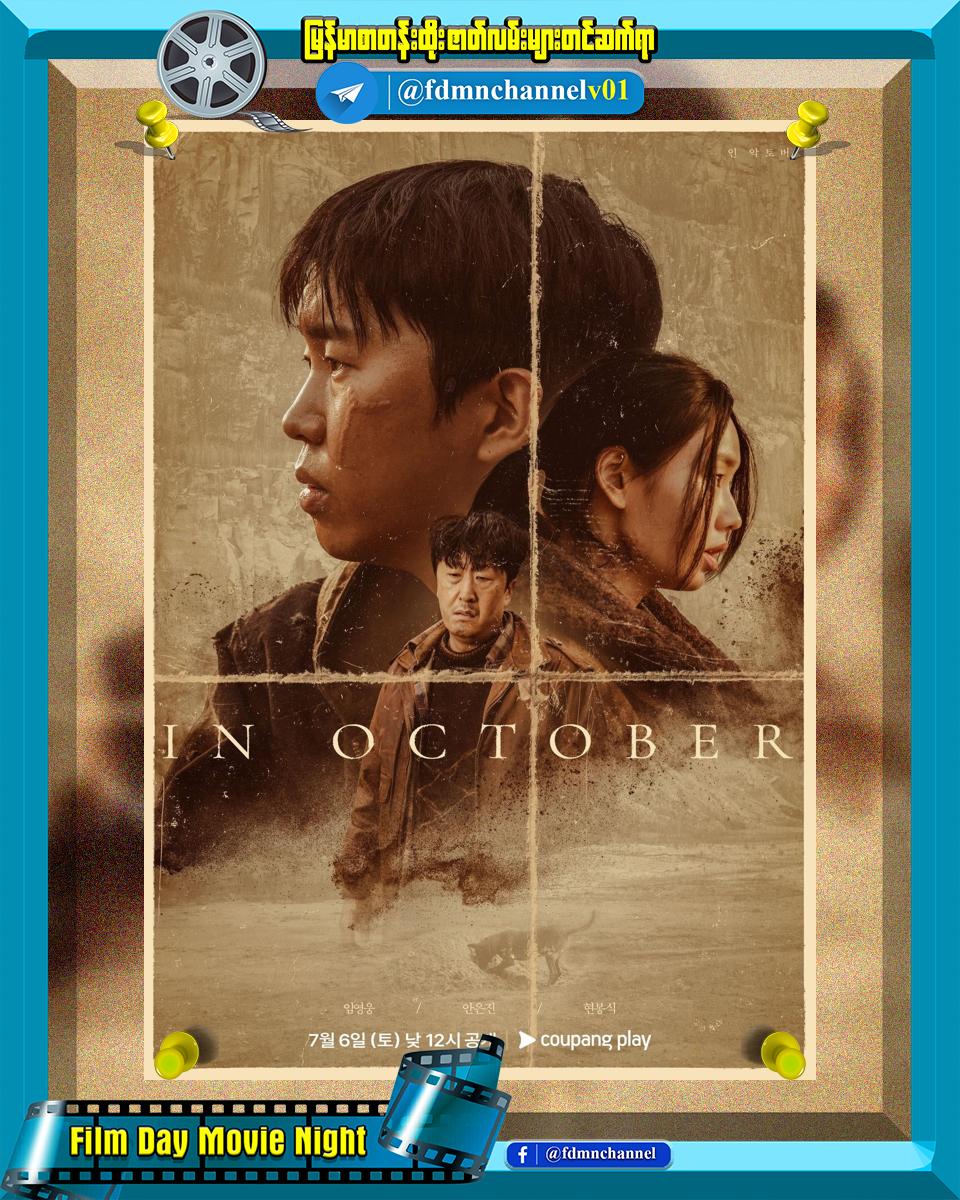 မြန်မာစာတန်းထိုးဇာတ်လမ်းများတင်ဆက်ရာ
@fdmnchannelv01
인 악토버
IN OCTOBER
임영웅 / 안은진 / 현봉식
7월 6일 (토) 낮 12시 공개 coupang play
Film Day Movie Night
@fdmnchannel